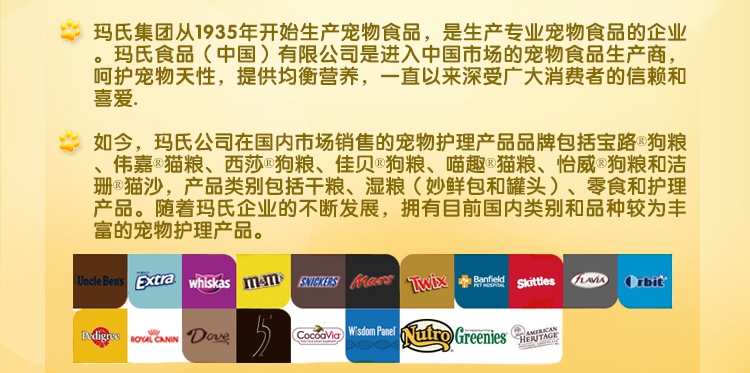 玛氏集团从1935年开始生产宠物食品，是生产专业宠物食品的企业
。玛氏食品（中国）有限公司是进入中国市场的宠物食品生产商，
呵护宠物天性，提供均衡营养，一直以来深受广大消费者的信赖和
喜爱.
如今，玛氏公司在国内市场销售的宠物护理产品品牌包括宝路®狗粮
、伟嘉®猫粮、西莎®狗粮、佳贝®狗粮、喵趣®猫粮、怡威®狗粮和洁
珊®猫沙，产品类别包括干粮、湿粮（妙鲜包和罐头）、零食和护理
产品。随着玛氏企业的不断发展，拥有目前国内类别和品种较为丰
富的宠物护理产品。
Uncle Ben's Extra whiskas m&m's SNICKERS Mars TWIX Banfield PET HOSPITAL Skittles FLAVIA Orbit
Pedigree ROYAL CANIN Dove 5 CocoaVia Wisdom Panel Nutro Greenies AMERICAN HERITAGE